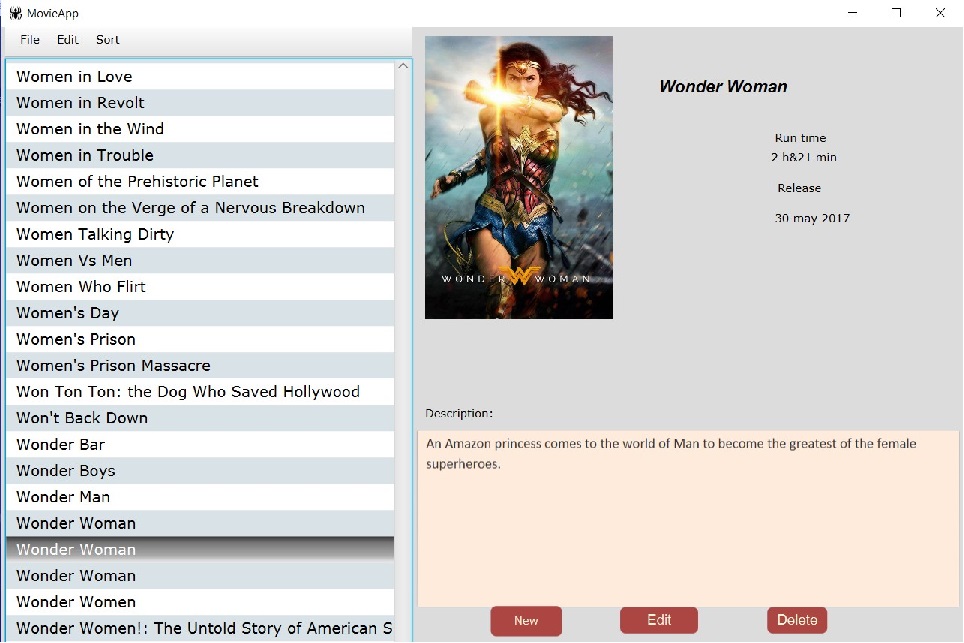 MovieApp
File Edit Sort
Women in Love
Women in Revolt
Women in the Wind
Women in Trouble
Women of the Prehistoric Planet
Women on the Verge of a Nervous Breakdown
Women Talking Dirty
Women Vs Men
Women Who Flirt
Women's Day
Women's Prison
Women's Prison Massacre
Won Ton Ton: the Dog Who Saved Hollywood
Won't Back Down
Wonder Bar
Wonder Boys
Wonder Man
Wonder Woman
Wonder Woman
Wonder Woman
Wonder Women
Wonder Women!: The Untold Story of American S
WONDER WOMAN
Wonder Woman
Run time
2 h&21 min
Release
30 may 2017
Description:
An Amazon princess comes to the world of Man to become the greatest of the female
superheroes.
New Edit Delete